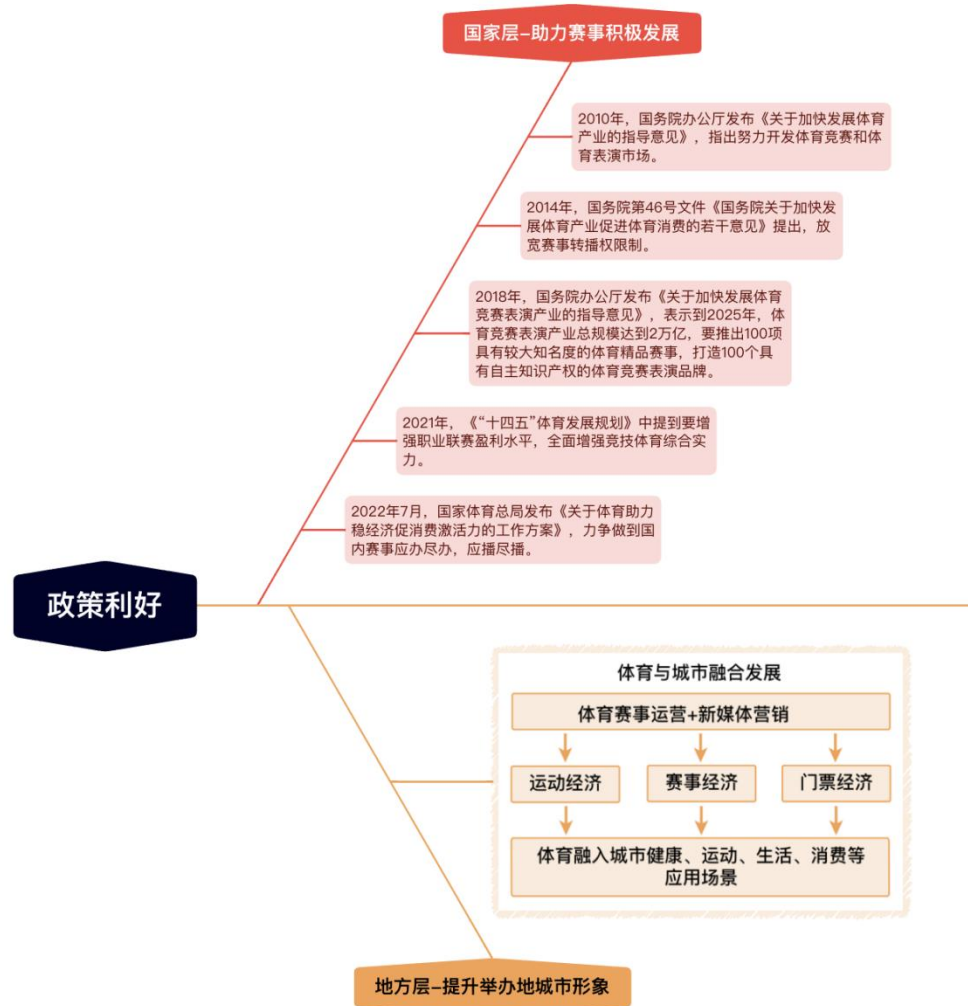 国家层-助力赛事积极发展
2010年，国务院办公厅发布《关于加快发展体育
产业的指导意见》，指出努力开发体育竞赛和体
育表演市场。
2014年，国务院第46号文件《国务院关于加快发
展体育产业促进体育消费的若干意见》提出，放
宽赛事转播权限制。
2018年，国务院办公厅发布《关于加快发展体育
竞赛表演产业的指导意见》，表示到2025年，体
育竞赛表演产业总规模达到2万亿，要推出100项
具有较大知名度的体育精品赛事，打造100个具
有自主知识产权的体育竞赛表演品牌。
2021年，《“十四五”体育发展规划》中提到要增
强职业联赛盈利水平，全面增强竞技体育综合实
力。
2022年7月，国家体育总局发布《关于体育助力
稳经济促消费激活力的工作方案》，力争做到国
内赛事应办尽办，应播尽播。
政策利好
体育与城市融合发展
体育赛事运营+新媒体营销
运动经济
赛事经济
门票经济
体育融入城市健康、运动、生活、消费等
应用场景
地方层-提升举办地城市形象